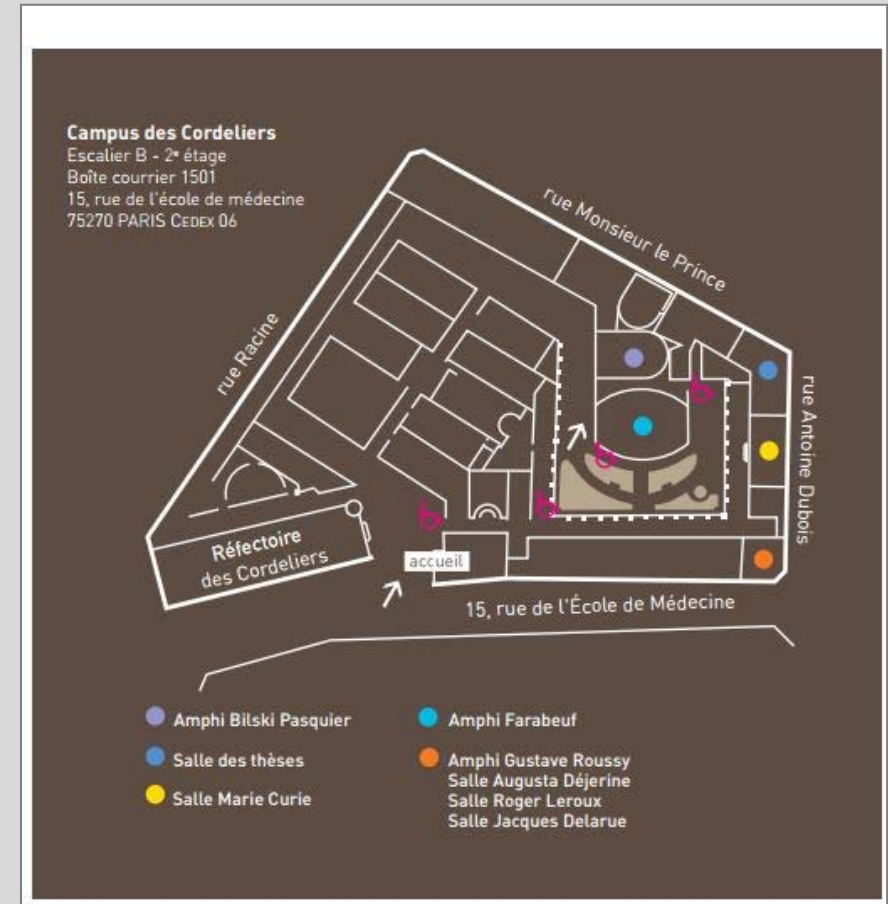 Campus des Cordeliers
Escalier B - 2e étage
Boîte courrier 1501
15, rue de l'école de médecine
75270 PARIS CEDEX 06
rue Monsieur le Prince
rue Racine
rue Antoine Dubois
Réfectoire
des Cordeliers
accueil
15, rue de l'École de Médecine
Amphi Bilski Pasquier
Salle des thèses
Salle Marie Curie
Amphi Farabeuf
Amphi Gustave Roussy
Salle Augusta Déjerine
Salle Roger Leroux
Salle Jacques Delarue